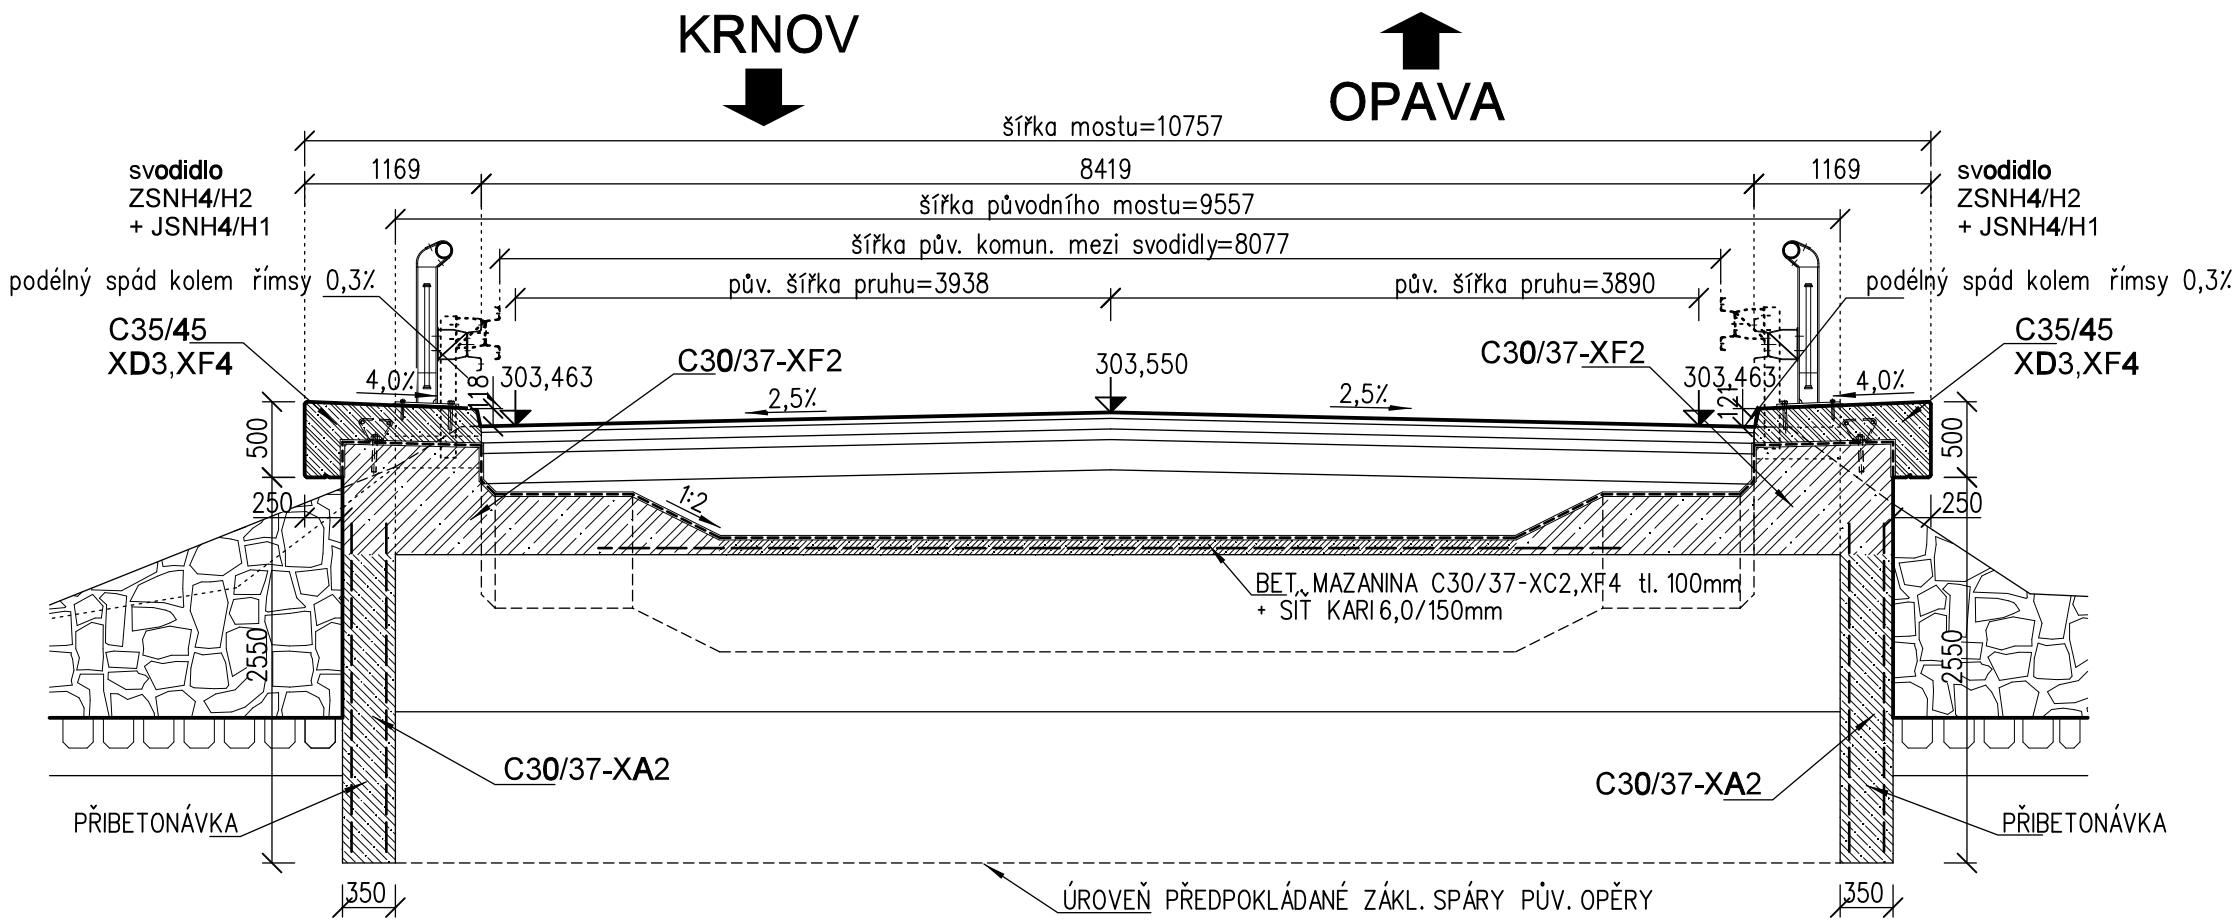 KRNOV
OPAVA
šířka mostu=10757
svodidlo
ZSNH4/H2
+ JSNH4/H1
1169
8419
1169
svodidlo
ZSNH4/H2
+ JSNH4/H1
šířka původního mostu=9557
šířka pův. komun. mezi svodidly=8077
podélný spád kolem římsy 0,3%
pův. šířka pruhu=3938
pův. šířka pruhu=3890
podélný spád kolem římsy 0,3%
C35/45
XD3,XF4
C30/37-XF2
303,550
C30/37-XF2
C35/45
XD3,XF4
4,0%
303,463
2,5%
2,5%
303,463
121
4,0%
500
500
250
1:2
250
BET. MAZANINA C30/37-XC2,XF4 tl. 100mm
+ SÍŤ KARI 6,0/150mm
2550
2550
C30/37-XA2
C30/37-XA2
PŘIBETONÁVKA
PŘIBETONÁVKA
350
ÚROVEŇ PŘEDPOKLÁDANÉ ZÁKL. SPÁRY PŮV. OPĚRY
350